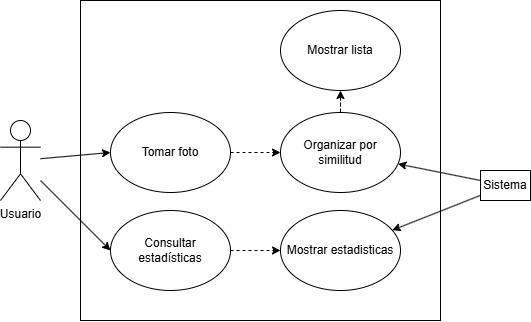 Mostrar lista
Tomar foto
Organizar por
similitud
Usuario
Sistema
Consultar
estadísticas
Mostrar estadisticas